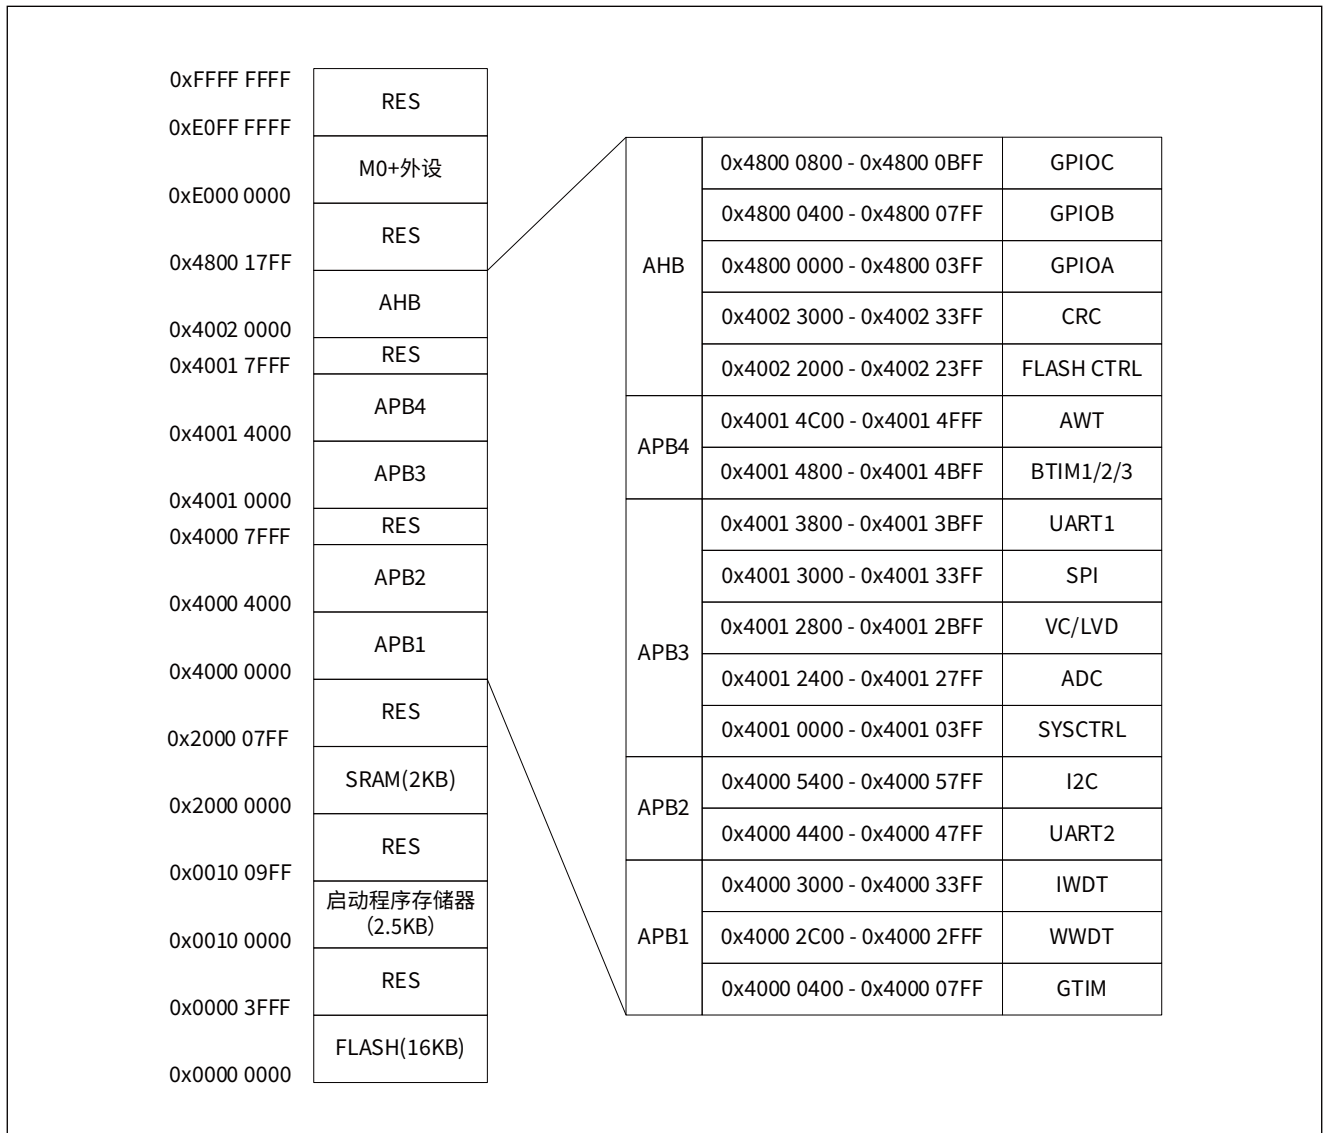 0xFFFF FFFF
RES
0xE0FF FFFF
M0+外设
0xE000 0000
RES
0x4800 17FF
AHB
0x4002 0000
RES
0x4001 7FFF
APB4
0x4001 4000
APB3
0x4001 0000
RES
0x4000 7FFF
APB2
0x4000 4000
APB1
0x4000 0000
RES
0x2000 07FF
SRAM(2KB)
0x2000 0000
RES
0x0010 09FF
启动程序存储器
(2.5KB)
0x0010 0000
RES
0x0000 3FFF
FLASH(16KB)
0x0000 0000
AHB
0x4800 0800 - 0x4800 0BFF GPIOC
0x4800 0400 - 0x4800 07FF GPIOB
0x4800 0000 - 0x4800 03FF GPIOA
0x4002 3000 - 0x4002 33FF CRC
0x4002 2000 - 0x4002 23FF FLASH CTRL
APB4
0x4001 4C00 - 0x4001 4FFF AWT
0x4001 4800 - 0x4001 4BFF BTIM1/2/3
APB3
0x4001 3800 - 0x4001 3BFF UART1
0x4001 3000 - 0x4001 33FF SPI
0x4001 2800 - 0x4001 2BFF VC/LVD
0x4001 2400 - 0x4001 27FF ADC
0x4001 0000 - 0x4001 03FF SYSCTRL
APB2
0x4000 5400 - 0x4000 57FF I2C
0x4000 4400 - 0x4000 47FF UART2
APB1
0x4000 3000 - 0x4000 33FF IWDT
0x4000 2C00 - 0x4000 2FFF WWDT
0x4000 0400 - 0x4000 07FF GTIM